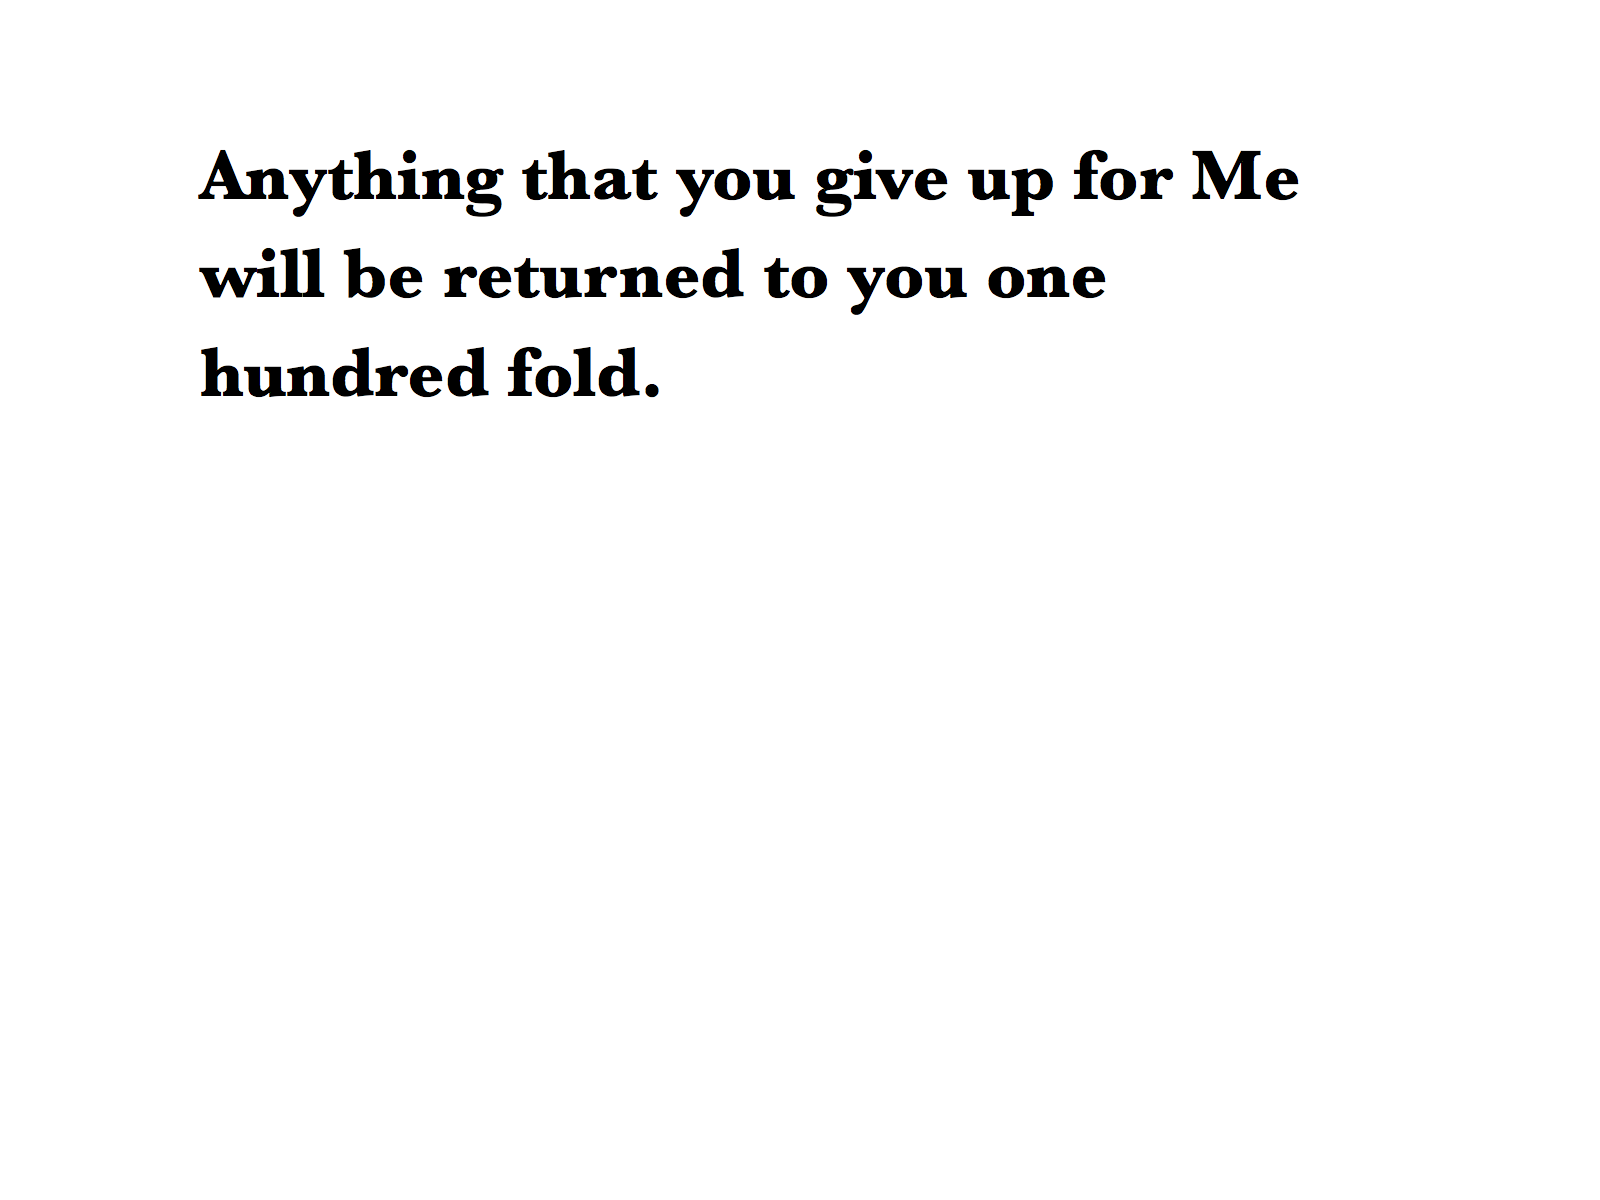 Anything that you give up for Me
will be returned to you one
hundred fold.